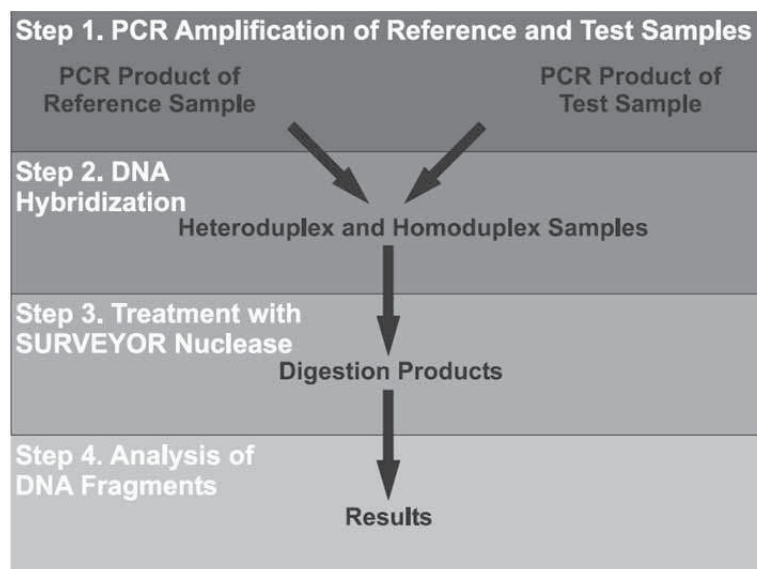 Step 1. PCR Amplification of Reference and Test Samples
PCR Product of
Reference Sample
PCR Product of
Test Sample
Step 2. DNA
Hybridization
Heteroduplex and Homoduplex Samples
Step 3. Treatment with
SURVEYOR Nuclease
Digestion Products
Step 4. Analysis of
DNA Fragments
Results